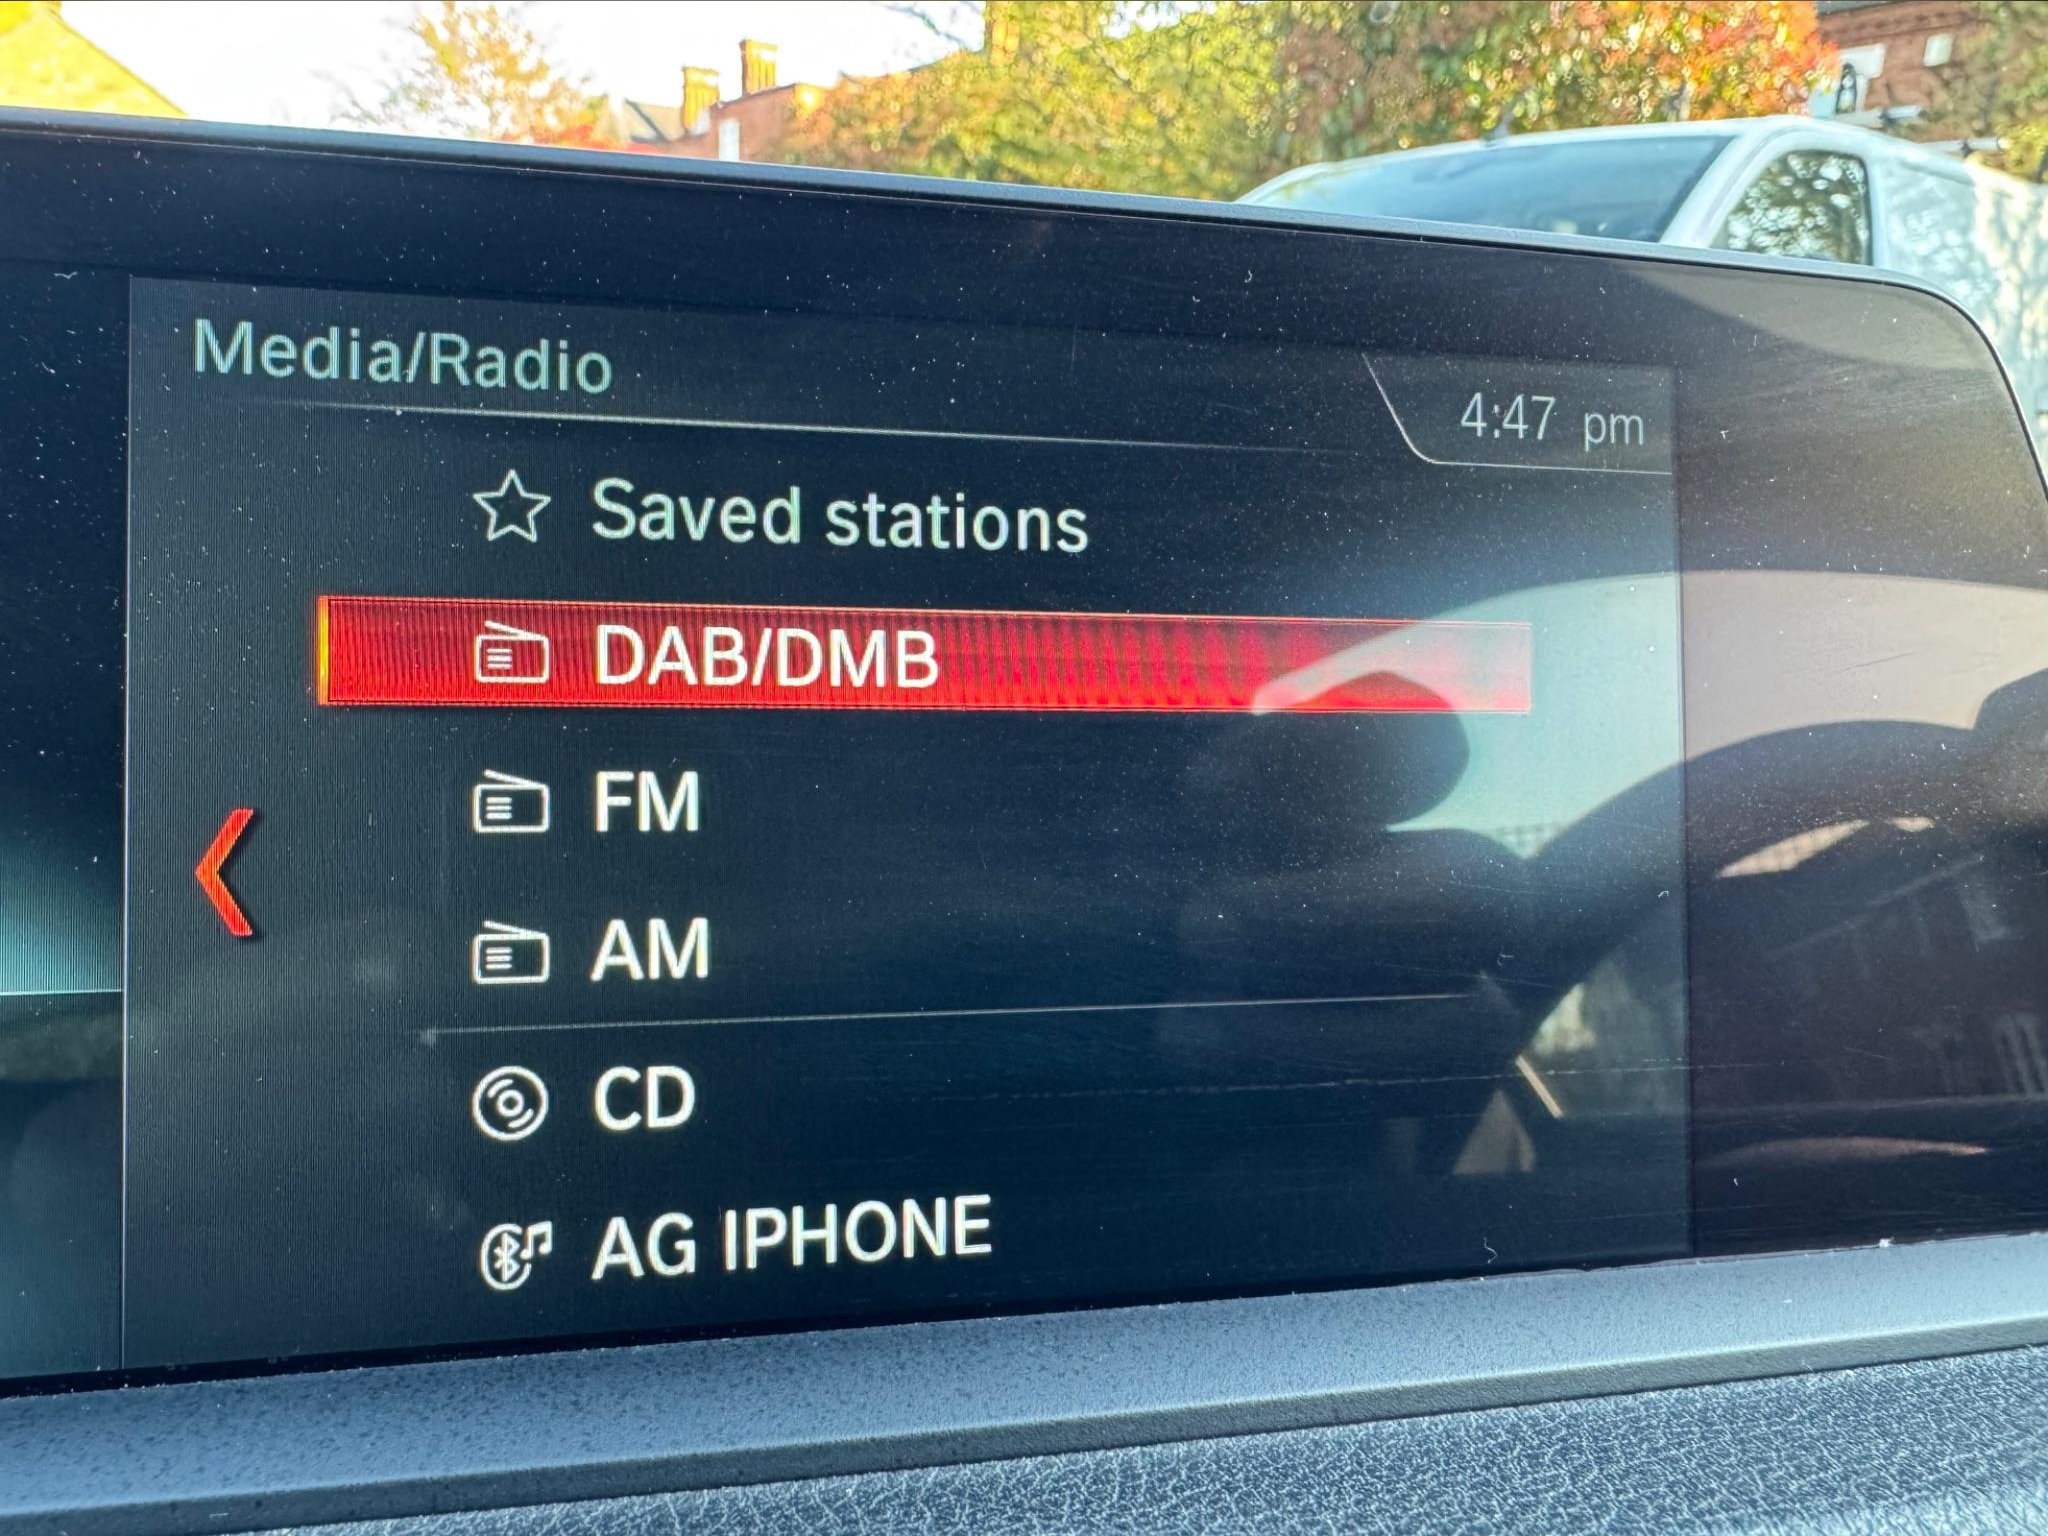 Media/Radio
4:47 pm
Saved stations
DAB/DMB
FM
AM
CD
AG IPHONE